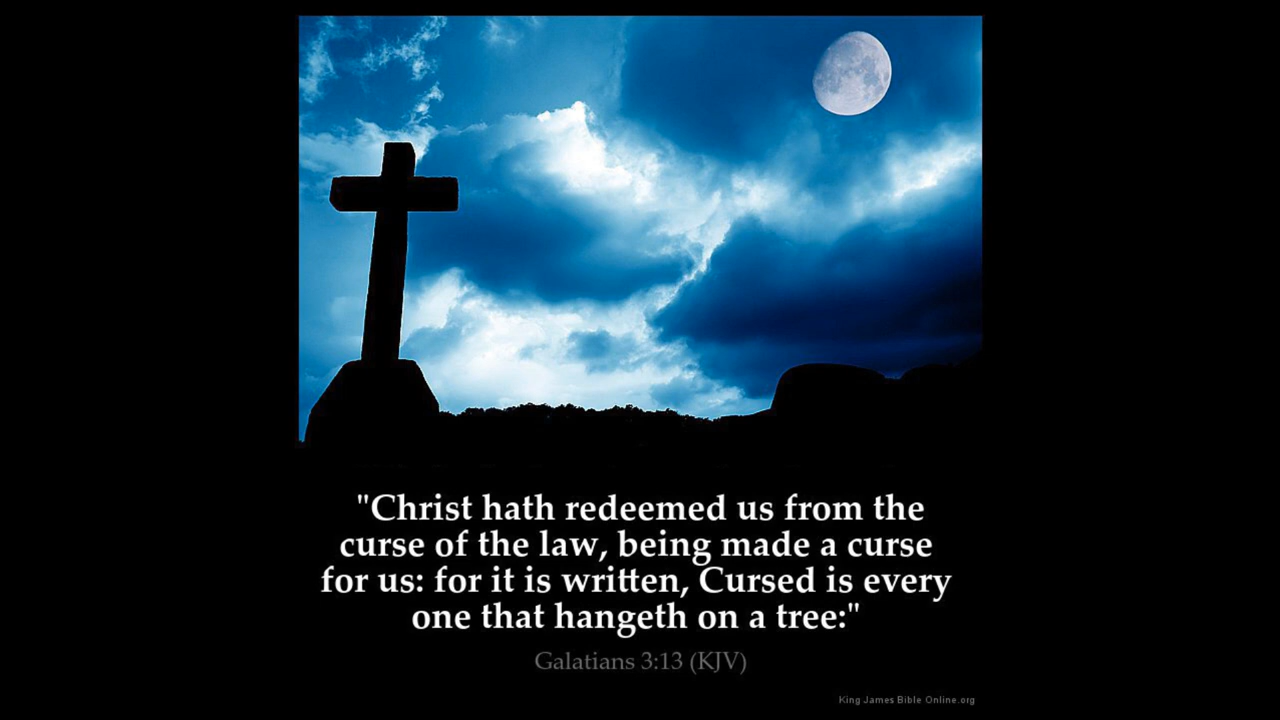 "Christ hath redeemed us from the
curse of the law, being made a curse
for us: for it is written, Cursed is every
one that hangeth on a tree:"
Galatians 3:13 (KJV)
King James Bible Online.org